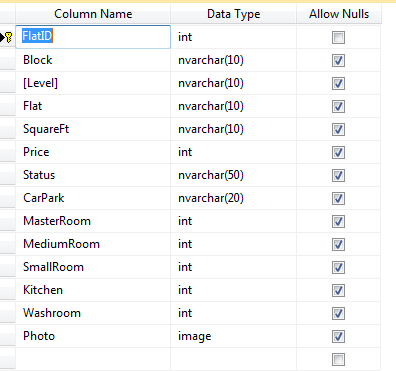 Column Name Data Type Allow Nulls
FlatID int
Block nvarchar(10)
[Level] nvarchar(10)
Flat nvarchar(10)
SquareFt nvarchar(10)
Price int
Status nvarchar(50)
CarPark nvarchar(20)
MasterRoom int
MediumRoom int
SmallRoom int
Kitchen int
Washroom int
Photo image